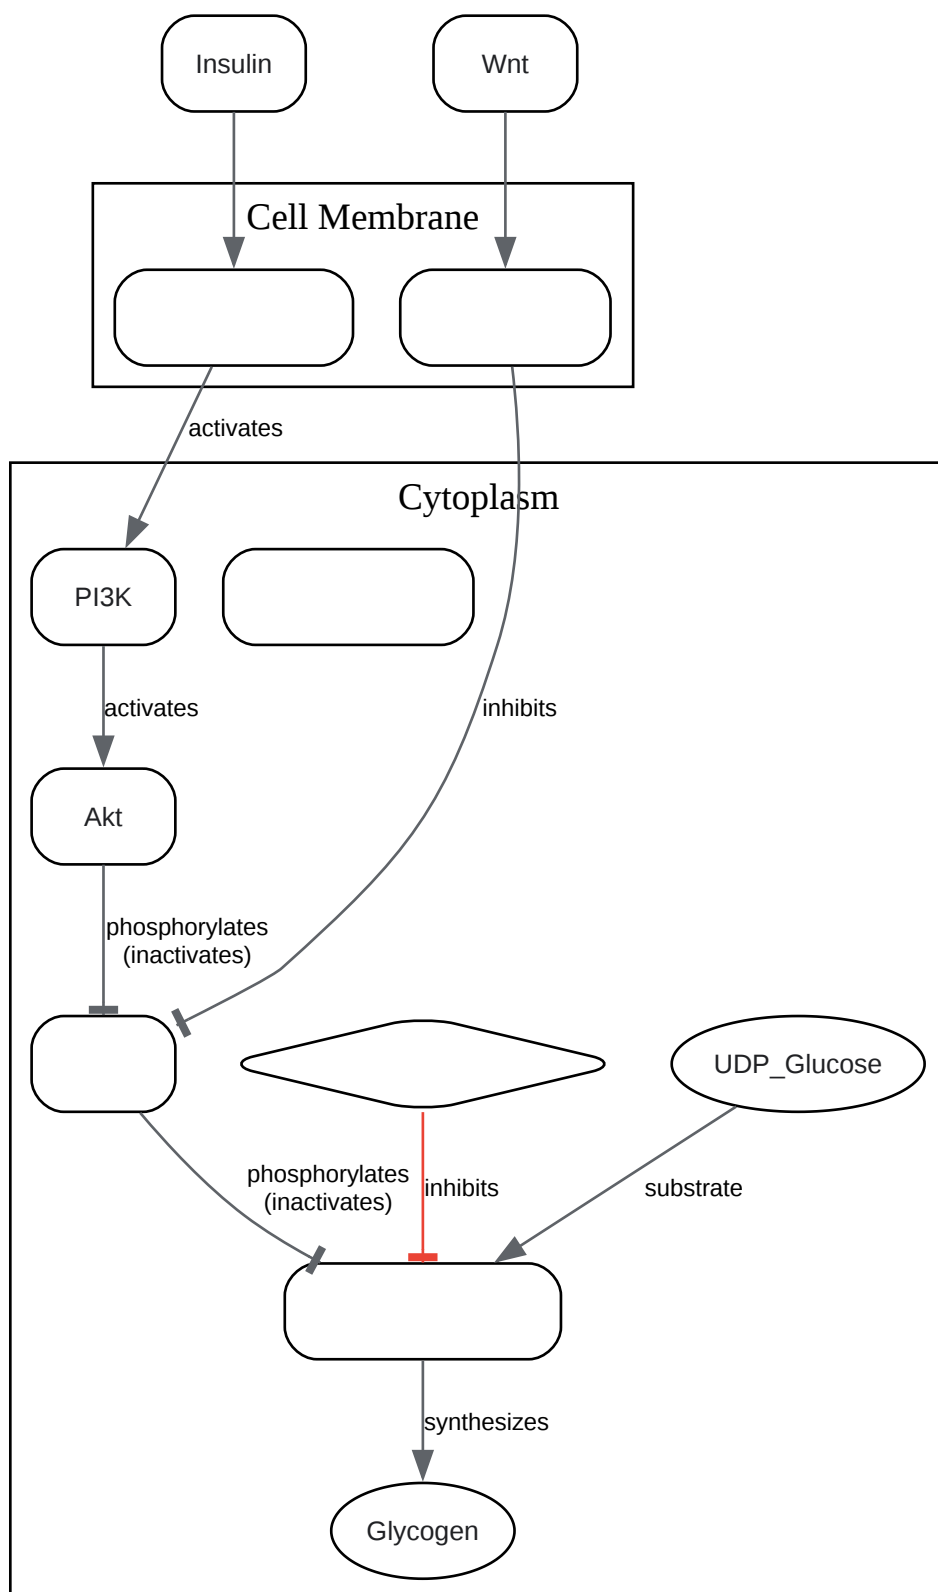 Insulin
Wnt
Cell Membrane
activates
Cytoplasm
PI3K
activates
inhibits
Akt
phosphorylates
(inactivates)
UDP_Glucose
phosphorylates
(inactivates)
inhibits
substrate
synthesizes
Glycogen